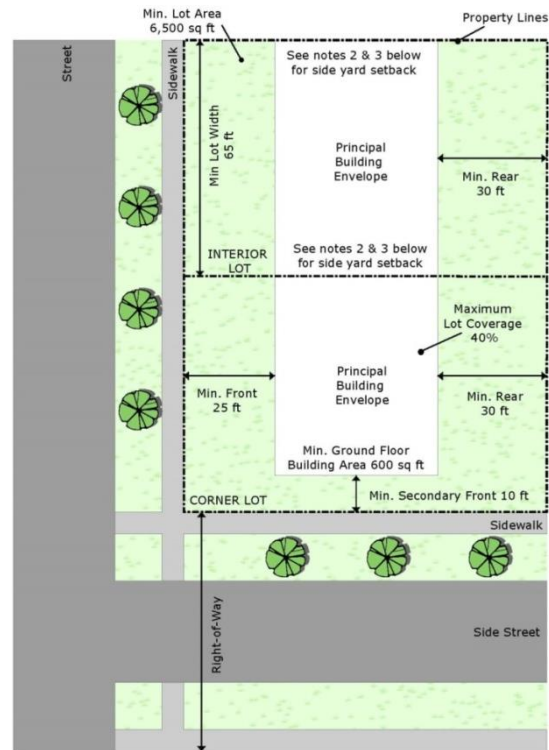 Min. Lot Area
6,500 sq ft
Property Lines
Street
Sidewalk
See notes 2 & 3 below
for side yard setback
Min Lot Width
65 ft
Principal
Building
Envelope
Min. Rear
30 ft
INTERIOR
LOT
See notes 2 & 3 below
for side yard setback
Maximum
Lot Coverage
40%
Principal
Building
Envelope
Min. Front
25 ft
Min. Rear
30 ft
Min. Ground Floor
Building Area 600 sq ft
CORNER LOT
Min. Secondary Front 10 ft
Sidewalk
Right-of-Way
Side Street